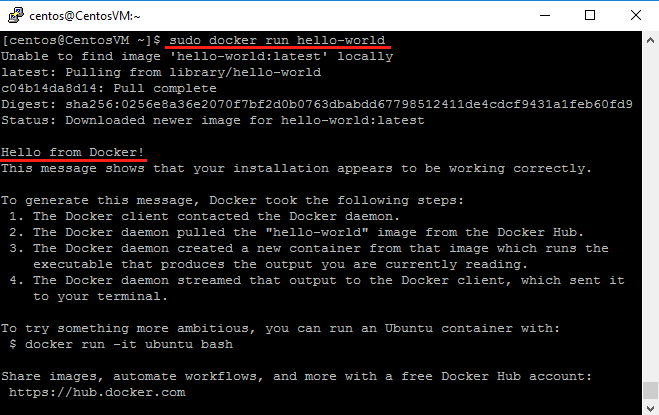 centos@CentosVM:~
[centos@CentosVM ~]$ sudo docker run hello-world
Unable to find image 'hello-world:latest' locally
latest: Pulling from library/hello-world
c04b14da8d14: Pull complete
Digest: sha256:0256e8a36e2070f7bf2d0b0763dbabdd67798512411de4cdcf9431a1feb60fd9
Status: Downloaded newer image for hello-world:latest
Hello from Docker!
This message shows that your installation appears to be working correctly.
To generate this message, Docker took the following steps:
1. The Docker client contacted the Docker daemon.
2. The Docker daemon pulled the "hello-world" image from the Docker Hub.
3. The Docker daemon created a new container from that image which runs the
executable that produces the output you are currently reading.
4. The Docker daemon streamed that output to the Docker client, which sent it
to your terminal.
To try something more ambitious, you can run an Ubuntu container with:
$ docker run -it ubuntu bash
Share images, automate workflows, and more with a free Docker Hub account:
https://hub.docker.com